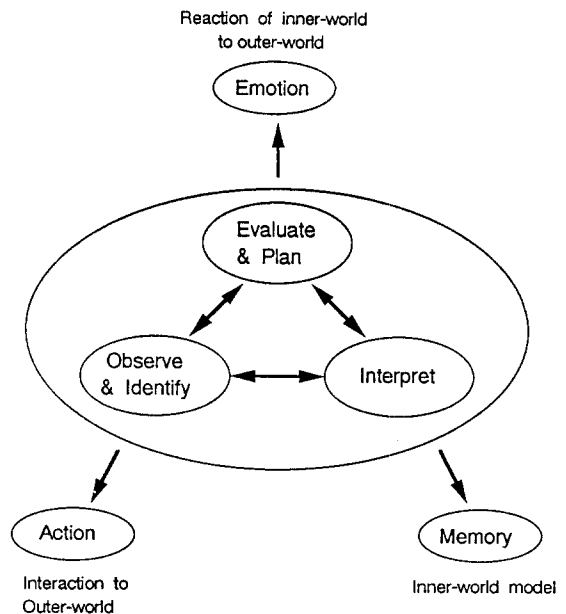 Reaction of inner-world
to outer-world
Emotion
Evaluate
& Plan
Observe
& Identify
Interpret
Action
Memory
Interaction to
Outer-world
Inner-world model